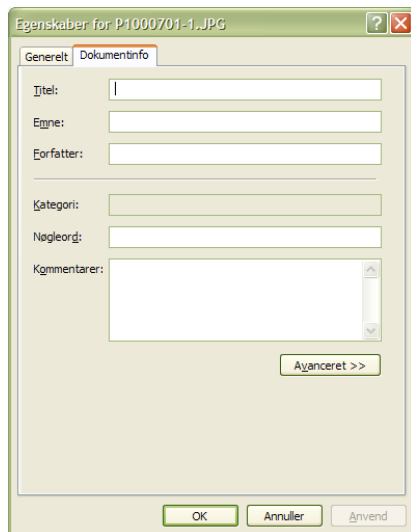 Egenskaber for P1000701-1.JPG
Generelt Dokumentinfo
Titel:
Emne:
Forfatter:
Kategori:
Nøgleord:
Kommentarer:
Avanceret >>
OK Annuller Anvend